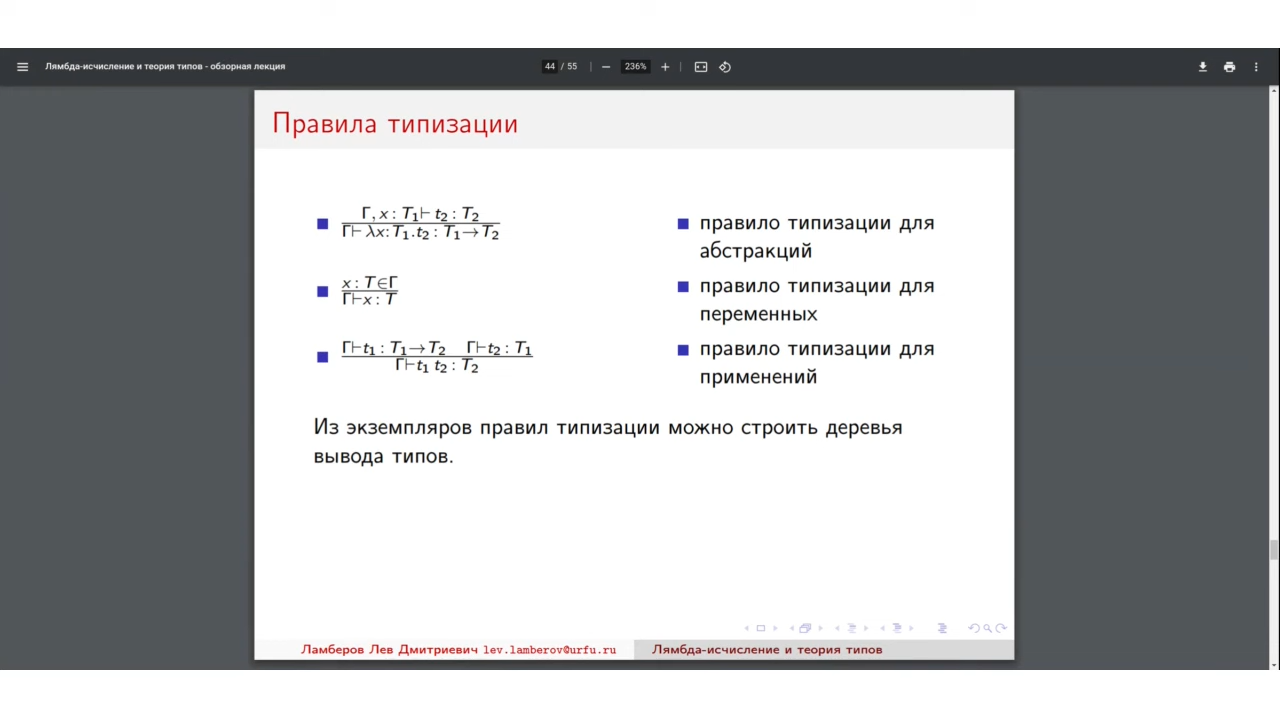 Лямбда-исчисление и теория типов - обзорная лекция
44 / 55
236%
Правила типизации
Γ, x : T₁ ⊢ t₂ : T₂
Γ ⊢ λx:T₁.t₂ : T₁→T₂
правило типизации для
абстракций
x : T∈Γ
Γ⊢x : T
правило типизации для
переменных
Γ⊢t₁ : T₁→T₂ Γ⊢t₂ : T₁
Γ⊢t₁ t₂ : T₂
правило типизации для
применений
Из экземпляров правил типизации можно строить деревья
вывода типов.
Ламберов Лев Дмитриевич lev.lamberov@urfu.ru
Лямбда-исчисление и теория типов